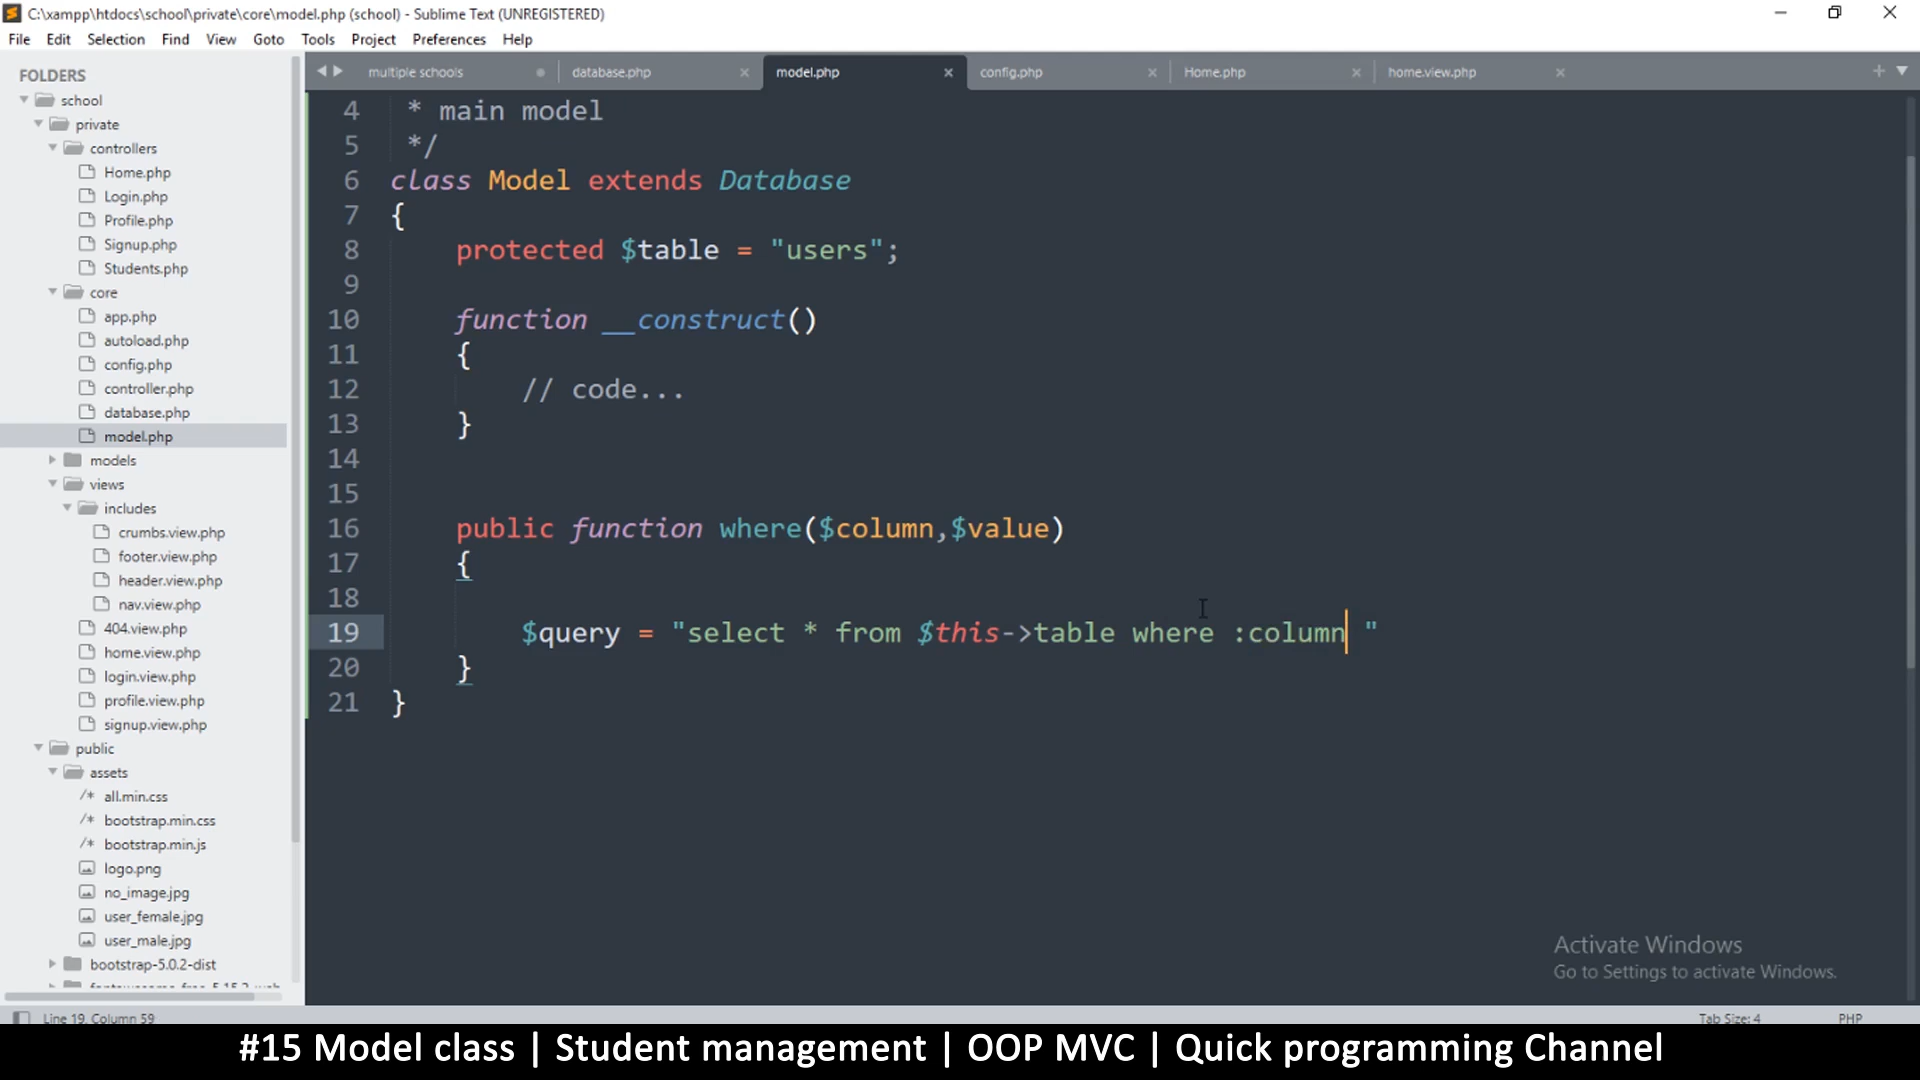 C:\xampp\htdocs\school\private\core\model.php (school) - Sublime Text (UNREGISTERED)
File Edit Selection Find View Goto Tools Project Preferences Help
FOLDERS
school
private
controllers
Home.php
Login.php
Profile.php
Signup.php
Students.php
core
app.php
autoload.php
config.php
controller.php
database.php
model.php
models
views
includes
crumbs.view.php
footer.view.php
header.view.php
nav.view.php
404.view.php
home.view.php
login.view.php
profile.view.php
signup.view.php
public
assets
/* all.min.css
/* bootstrap.min.css
/* bootstrap.min.js
logo.png
no_image.jpg
user_female.jpg
user_male.jpg
bootstrap-5.0.2-dist
multiple schools database.php model.php config.php Home.php home.view.php
4 * main model
5 */
6 class Model extends Database
7 {
8 protected $table = "users";
9
10 function __construct()
11 {
12 // code...
13 }
14
15
16 public function where($column,$value)
17 {
18
19 $query = "select * from $this->table where :column "
20 }
21 }
Activate Windows
Go to Settings to activate Windows.
Line 19, Column 59 Tab Size: 4 PHP
#15 Model class | Student management | OOP MVC | Quick programming Channel